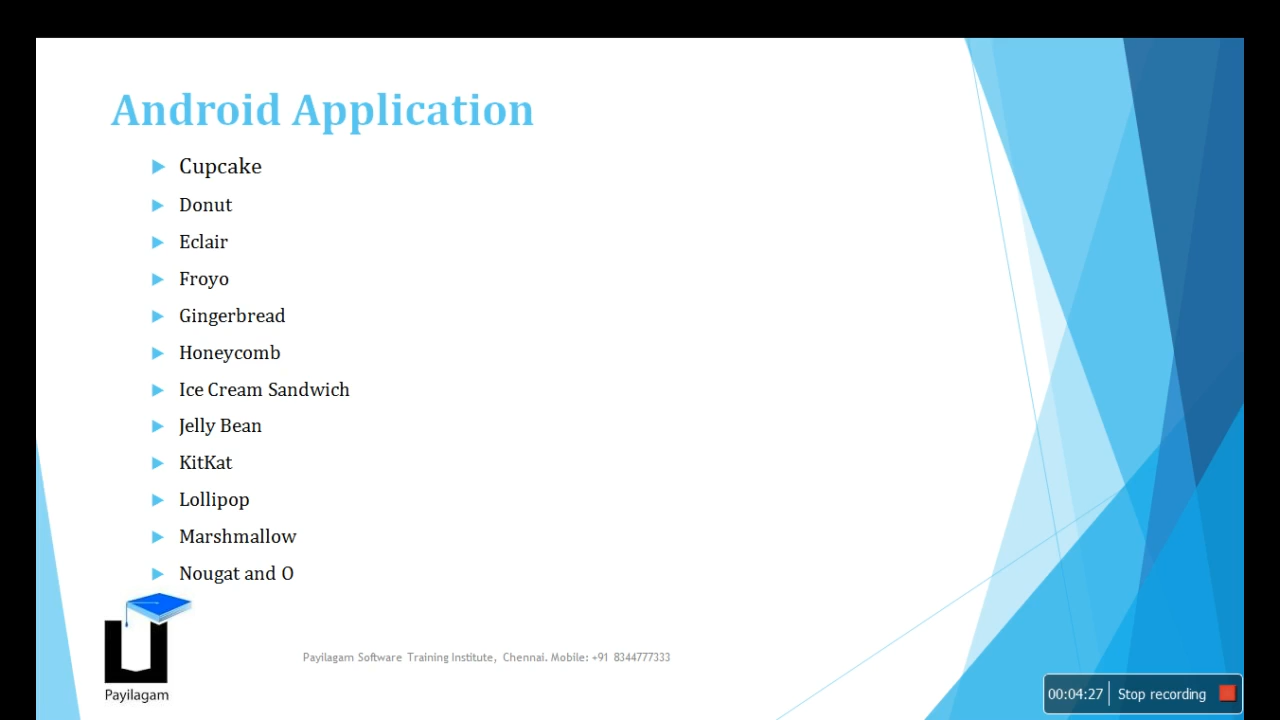 Android Application
Cupcake
Donut
Eclair
Froyo
Gingerbread
Honeycomb
Ice Cream Sandwich
Jelly Bean
KitKat
Lollipop
Marshmallow
Nougat and O
Payilagam Software Training Institute, Chennai. Mobile: +91 8344777333
Payilagam
00:04:27 Stop recording